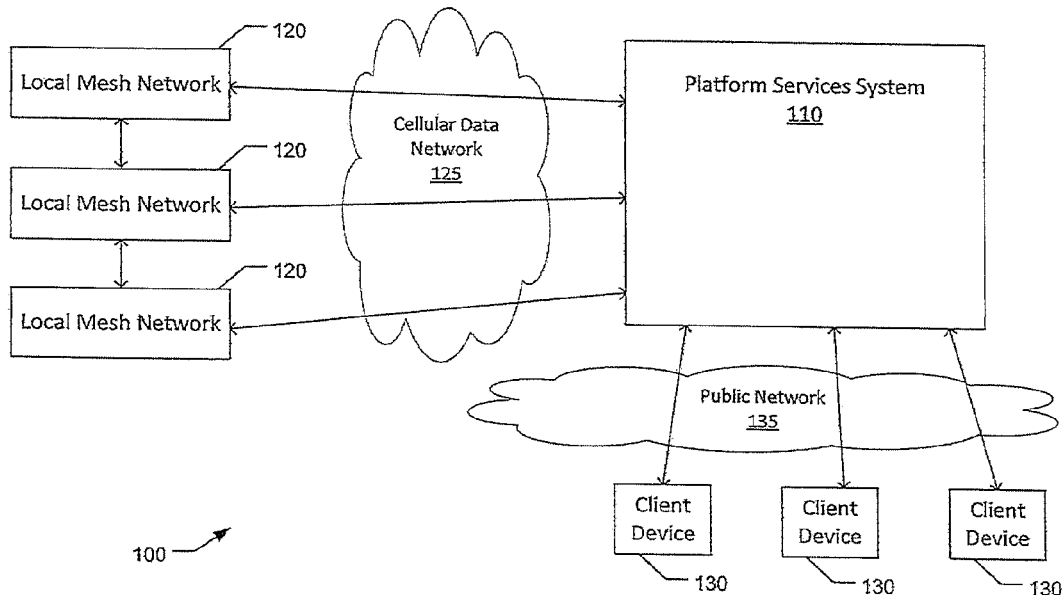 120
Local Mesh Network
120
Local Mesh Network
120
Local Mesh Network
Cellular Data
Network
125
Platform Services System
110
Public Network
135
Client
Device
130
Client
Device
130
Client
Device
130
100